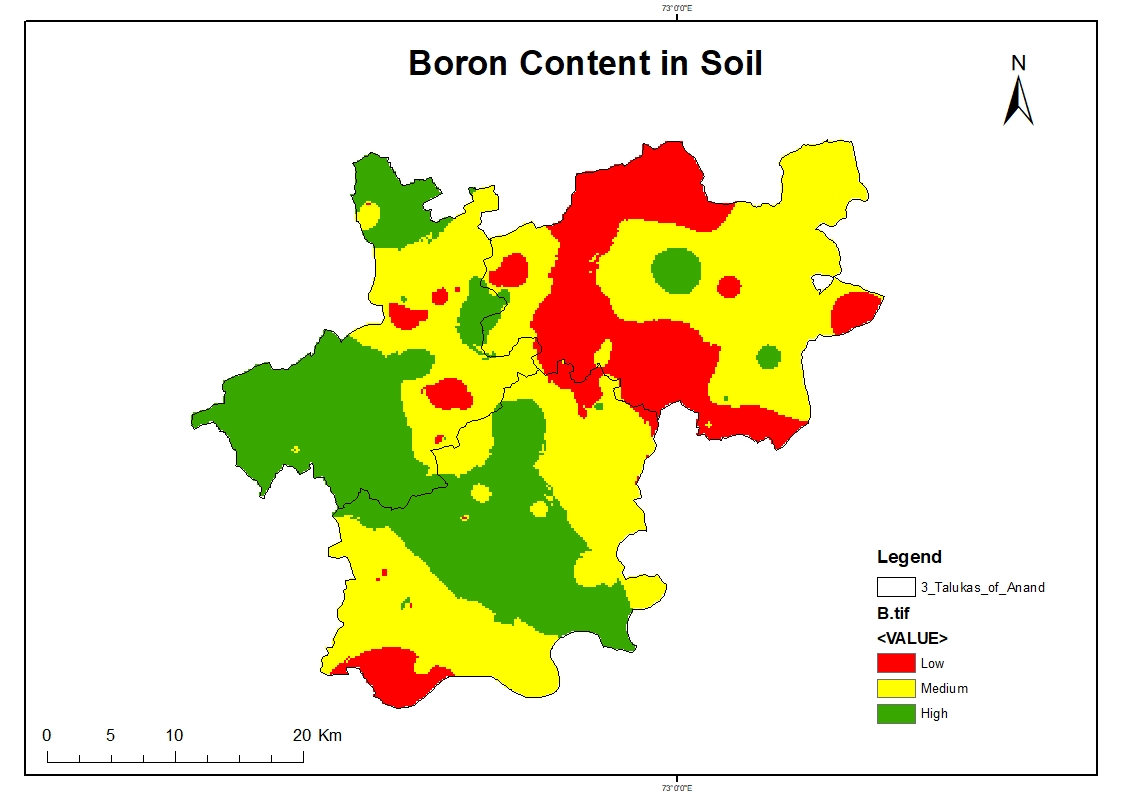 73°0'0"E
Boron Content in Soil
N
Legend
3_Talukas_of_Anand
B.tif
<VALUE>
Low
Medium
High
0 5 10 20 Km
73°0'0"E